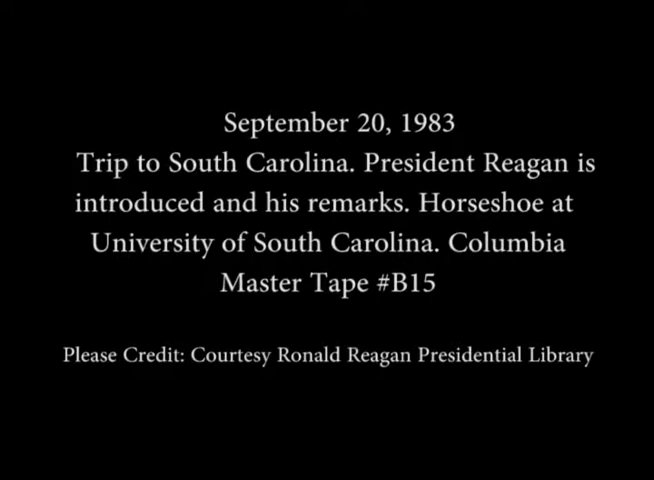 September 20, 1983
Trip to South Carolina. President Reagan is
introduced and his remarks. Horseshoe at
University of South Carolina. Columbia
Master Tape #B15
Please Credit: Courtesy Ronald Reagan Presidential Library